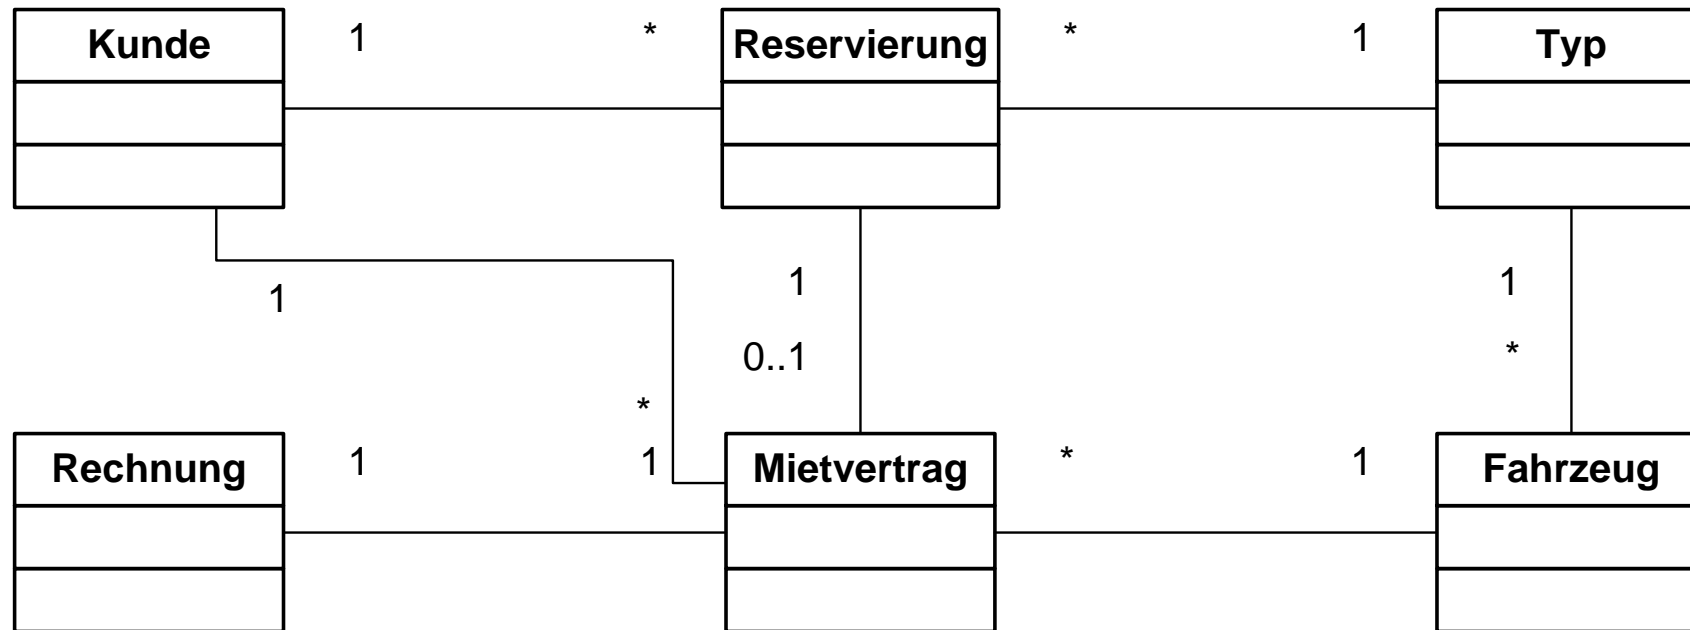 Kunde 1 * Reservierung * 1 Typ
1 1 1
0..1 *
*
Rechnung 1 1 Mietvertrag * 1 Fahrzeug